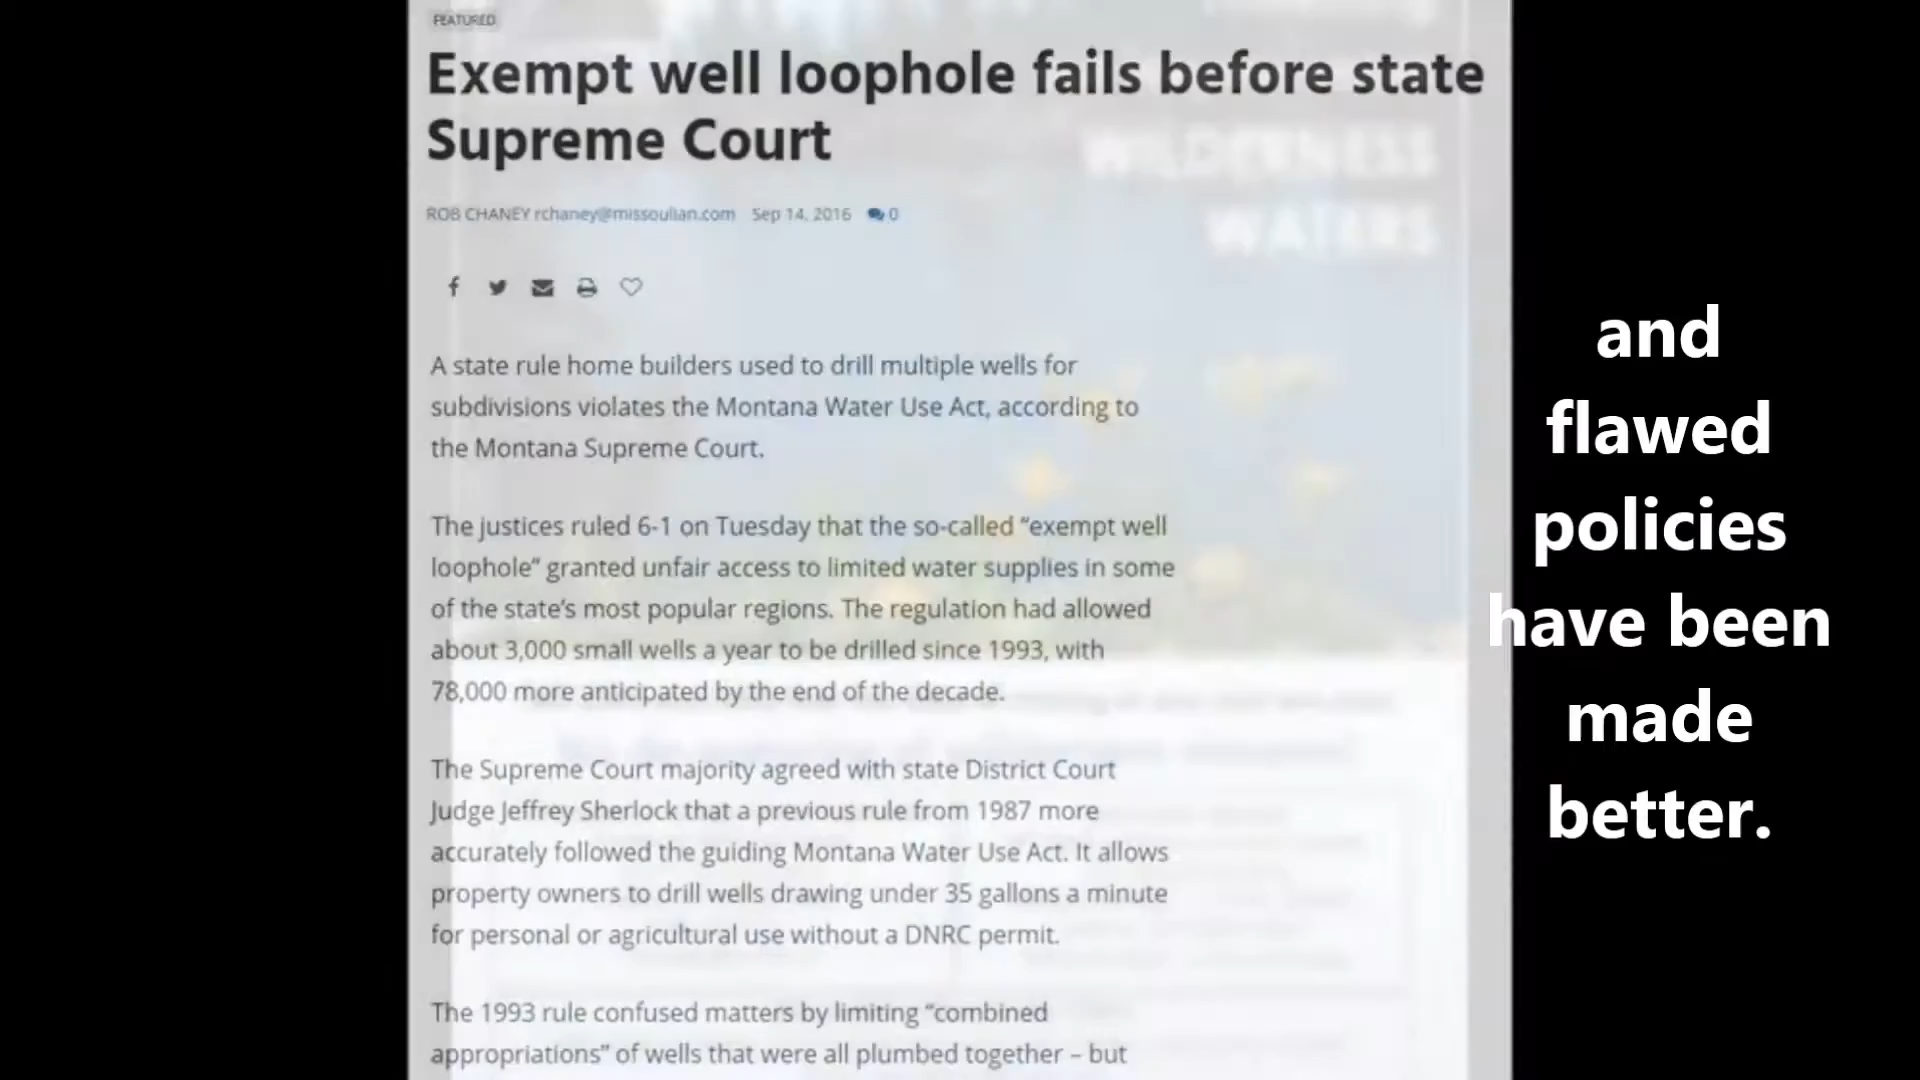 FEATURED
Exempt well loophole fails before state
Supreme Court
WILDERNESS
WATERS
ROB CHANEY rchaney@missoulian.com Sep 14, 2016 0
A state rule home builders used to drill multiple wells for
subdivisions violates the Montana Water Use Act, according to
the Montana Supreme Court.
The justices ruled 6-1 on Tuesday that the so-called “exempt well
loophole” granted unfair access to limited water supplies in some
of the state’s most popular regions. The regulation had allowed
about 3,000 small wells a year to be drilled since 1993, with
78,000 more anticipated by the end of the decade.
The Supreme Court majority agreed with state District Court
Judge Jeffrey Sherlock that a previous rule from 1987 more
accurately followed the guiding Montana Water Use Act. It allows
property owners to drill wells drawing under 35 gallons a minute
for personal or agricultural use without a DNRC permit.
The 1993 rule confused matters by limiting “combined
appropriations” of wells that were all plumbed together – but
and
flawed
policies
have been
made
better.